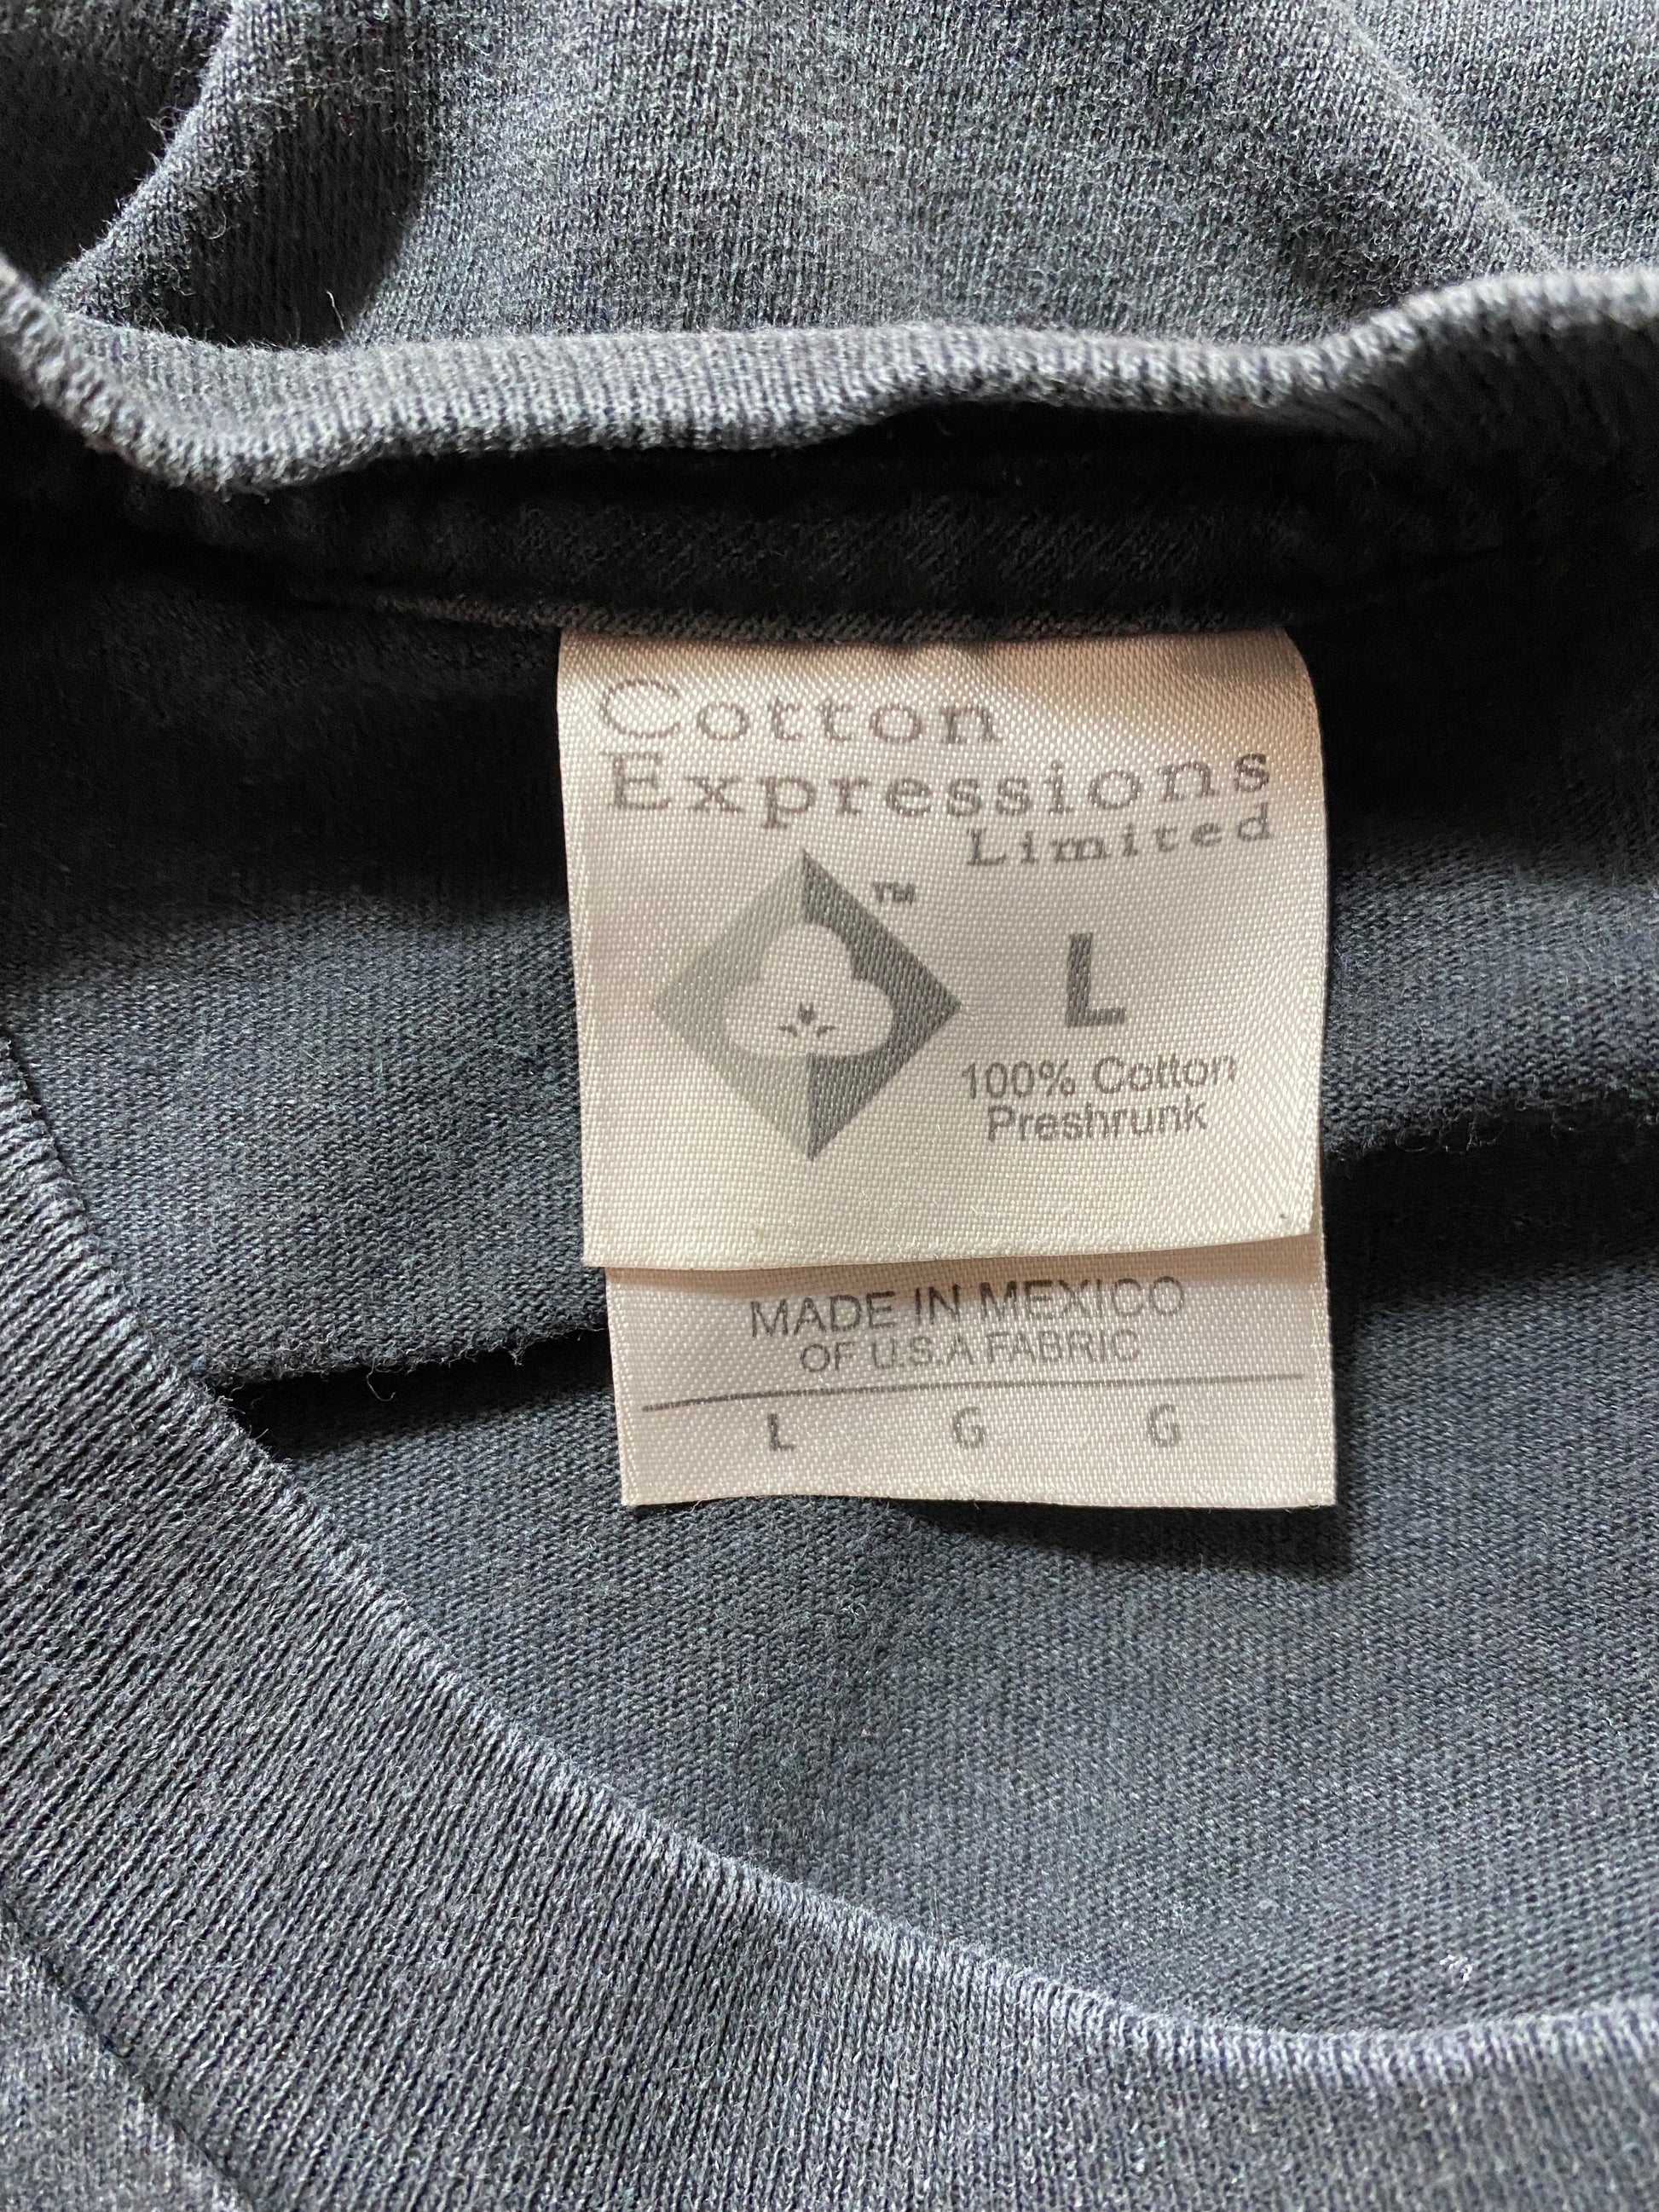 Cotton
Expressions
Limited
TM
L
100% Cotton
Preshrunk
MADE IN MEXICO
OF U.S.A FABRIC
L G G